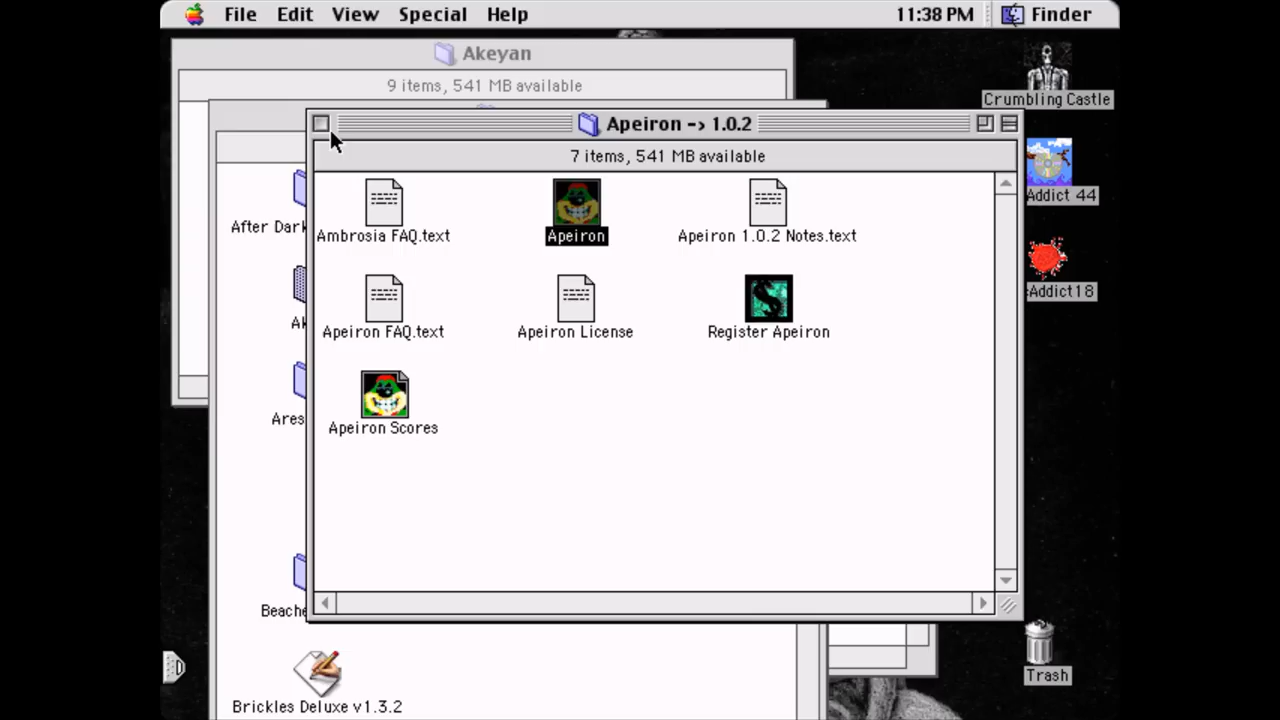 File Edit View Special Help 11:38 PM Finder
Akeyan
9 items, 541 MB available
Crumbling Castle
Apeiron -> 1.0.2
7 items, 541 MB available
Addict 44
After Dark
Ambrosia FAQ.text
Apeiron
Apeiron 1.0.2 Notes.text
Addict18
Ak
Apeiron FAQ.text
Apeiron License
Register Apeiron
Ares
Apeiron Scores
Beache
Trash
Brickles Deluxe v1.3.2